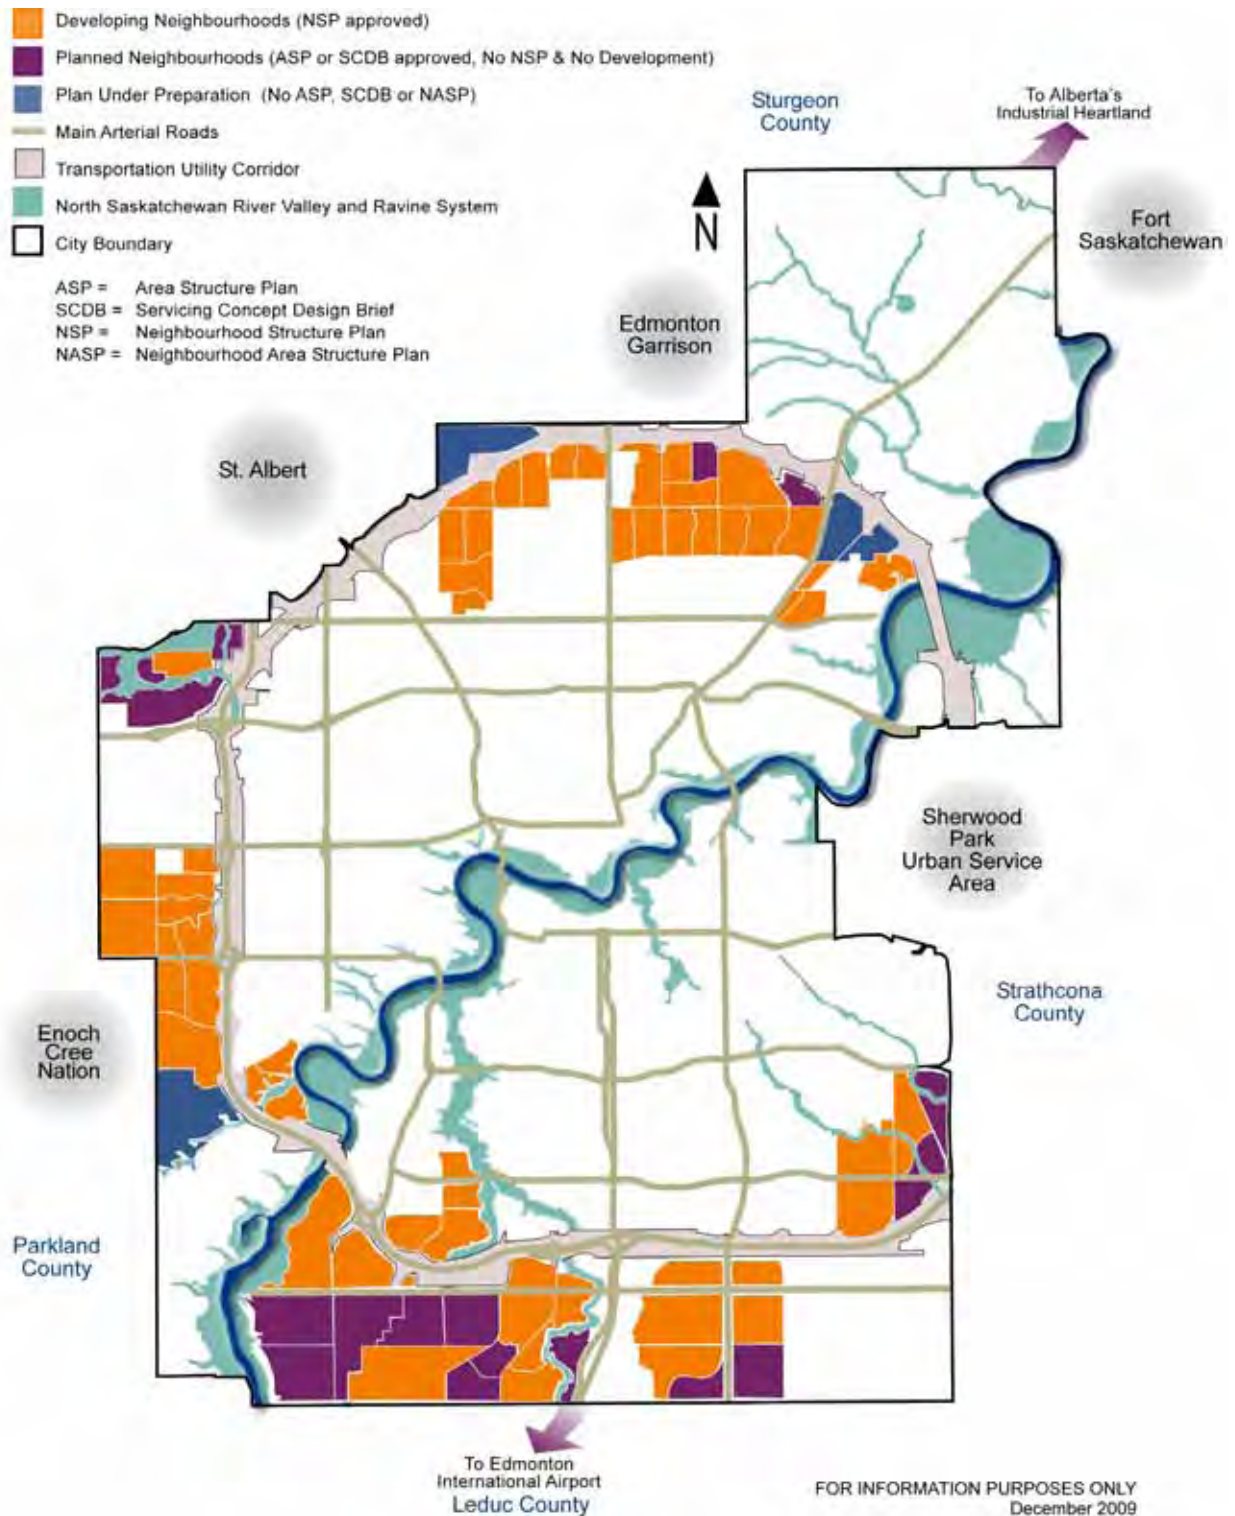 Developing Neighbourhoods (NSP approved)
Planned Neighbourhoods (ASP or SCDB approved, No NSP & No Development)
Plan Under Preparation (No ASP, SCDB or NASP)
Main Arterial Roads
Transportation Utility Corridor
North Saskatchewan River Valley and Ravine System
City Boundary
ASP = Area Structure Plan
SCDB = Servicing Concept Design Brief
NSP = Neighbourhood Structure Plan
NASP = Neighbourhood Area Structure Plan
Sturgeon
County
To Alberta's
Industrial Heartland
N
Fort
Saskatchewan
Edmonton
Garrison
St. Albert
Sherwood
Park
Urban Service
Area
Strathcona
County
Enoch
Cree
Nation
Parkland
County
To Edmonton
International Airport
Leduc County
FOR INFORMATION PURPOSES ONLY
December 2009